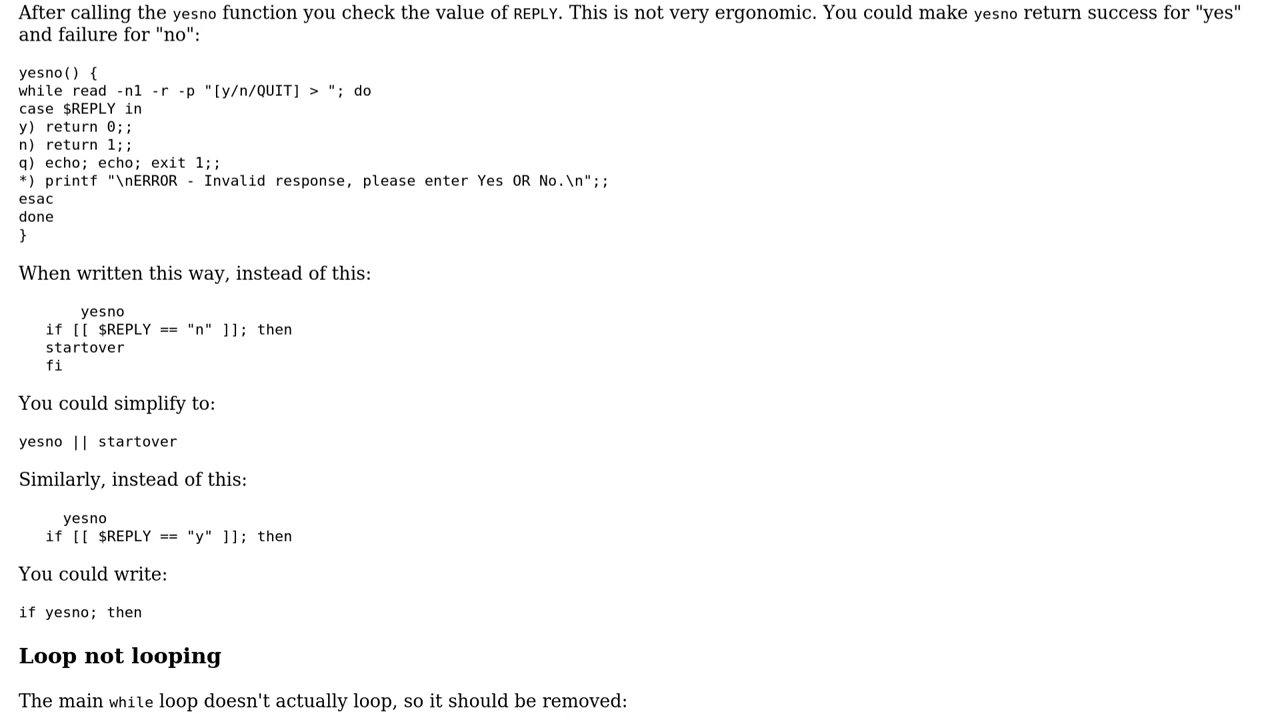 After calling the yesno function you check the value of REPLY. This is not very ergonomic. You could make yesno return success for "yes"
and failure for "no":
yesno() {
while read -n1 -r -p "[y/n/QUIT] > "; do
case $REPLY in
y) return 0;;
n) return 1;;
q) echo; echo; exit 1;;
*) printf "\nERROR - Invalid response, please enter Yes OR No.\n";;
esac
done
}
When written this way, instead of this:
yesno
if [[ $REPLY == "n" ]]; then
startover
fi
You could simplify to:
yesno || startover
Similarly, instead of this:
yesno
if [[ $REPLY == "y" ]]; then
You could write:
if yesno; then
Loop not looping
The main while loop doesn't actually loop, so it should be removed: